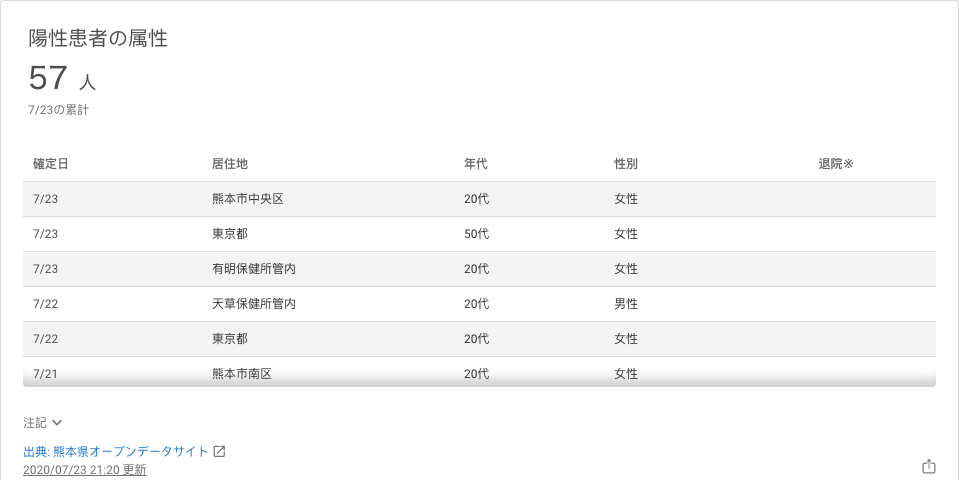 陽性患者の属性
57 人
7/23の累計
確定日 居住地 年代 性別 退院※
7/23 熊本市中央区 20代 女性
7/23 東京都 50代 女性
7/23 有明保健所管内 20代 女性
7/22 天草保健所管内 20代 男性
7/22 東京都 20代 女性
7/21 熊本市南区 20代 女性
注記
出典: 熊本県オープンデータサイト
2020/07/23 21:20 更新